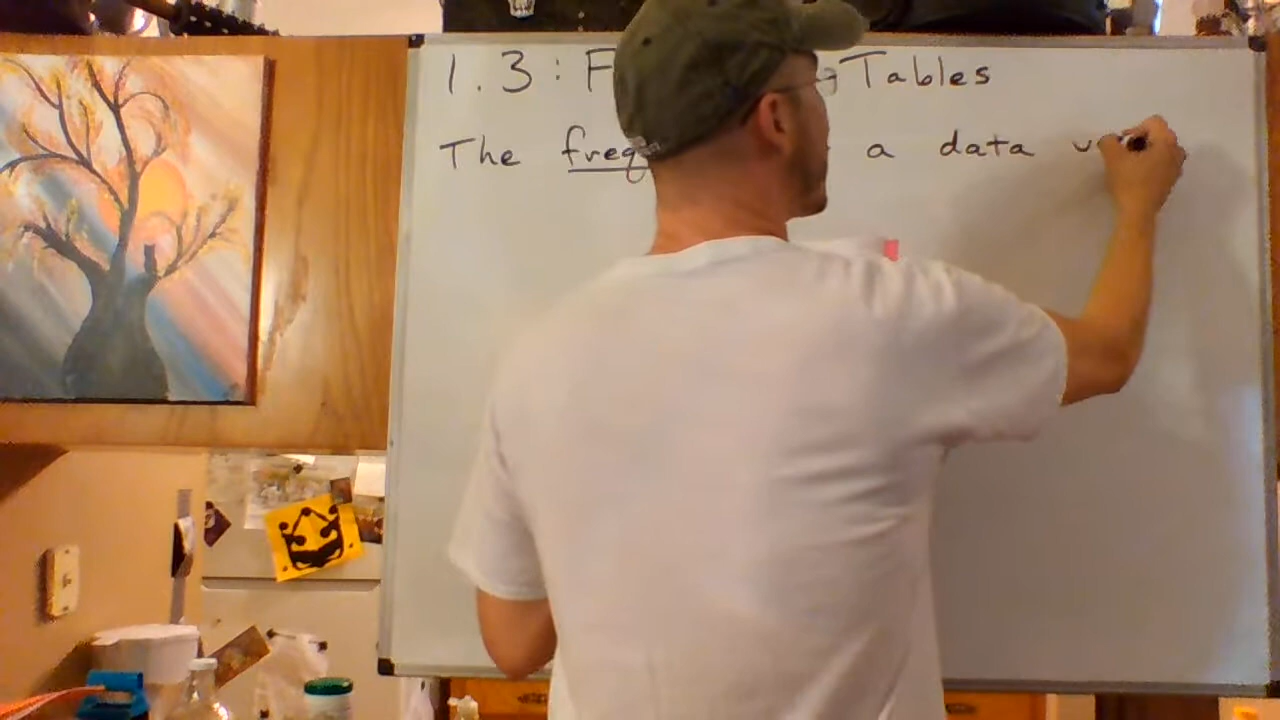 1.3: F Tables
The freq a data v